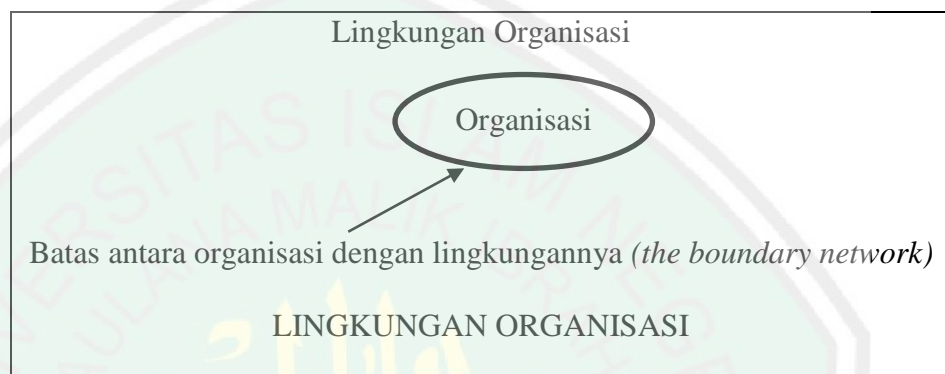 Lingkungan Organisasi
Organisasi
Batas antara organisasi dengan lingkungannya (the boundary network)
LINGKUNGAN ORGANISASI